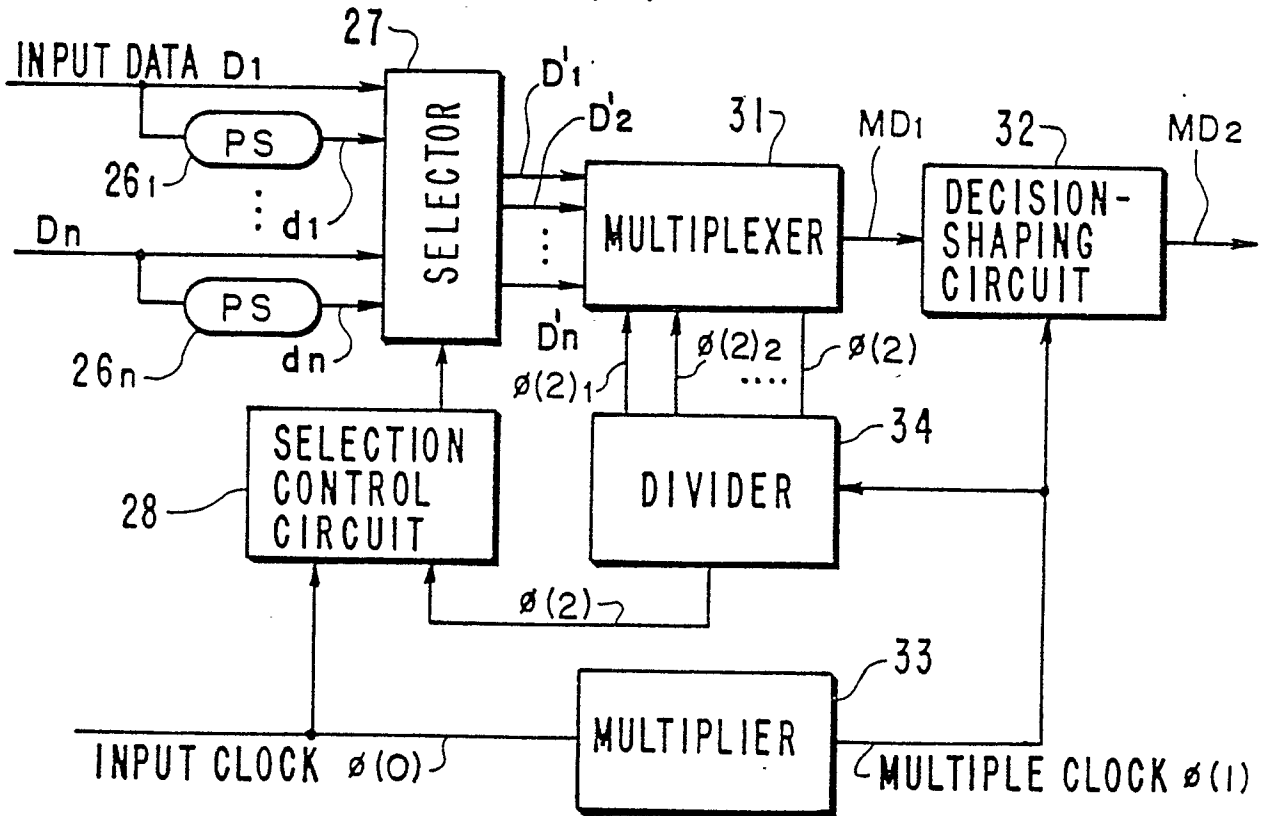 27
INPUT DATA D1
D'1
D'2
PS
26₁
d1
SELECTOR
31
MD1
32
MD2
MULTIPLEXER
DECISION-
SHAPING
CIRCUIT
Dn
PS
26n
dn
D'n
ø(2)₁
ø(2)₂
ø(2)
SELECTION
CONTROL
CIRCUIT
28
34
DIVIDER
ø(2)
33
MULTIPLIER
INPUT CLOCK ø(0)
MULTIPLE CLOCK ø(1)